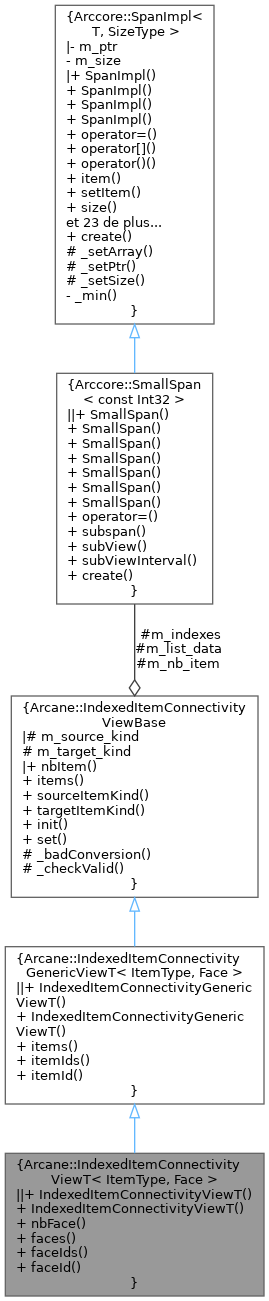 {Arccore::SpanImpl<
T, SizeType >
|- m_ptr
- m_size
|+ SpanImpl()
+ SpanImpl()
+ SpanImpl()
+ SpanImpl()
+ operator=()
+ operator[]()
+ operator()()
+ item()
+ setItem()
+ size()
et 23 de plus...
+ create()
# _setArray()
# _setPtr()
# _setSize()
- _min()
}
{Arccore::SmallSpan
< const Int32 >
||+ SmallSpan()
+ SmallSpan()
+ SmallSpan()
+ SmallSpan()
+ SmallSpan()
+ SmallSpan()
+ SmallSpan()
+ operator=()
+ subspan()
+ subView()
+ subViewInterval()
+ create()
}
#m_indexes
#m_list_data
#m_nb_item
{Arcane::IndexedItemConnectivity
ViewBase
|# m_source_kind
# m_target_kind
|+ nbItem()
+ items()
+ sourceItemKind()
+ targetItemKind()
+ init()
+ set()
# _badConversion()
# _checkValid()
}
{Arcane::IndexedItemConnectivity
GenericViewT< ItemType, Face >
||+ IndexedItemConnectivityGeneric
ViewT()
+ IndexedItemConnectivityGeneric
ViewT()
+ items()
+ itemIds()
+ itemId()
}
{Arcane::IndexedItemConnectivity
ViewT< ItemType, Face >
||+ IndexedItemConnectivityViewT()
+ IndexedItemConnectivityViewT()
+ nbFace()
+ faces()
+ faceIds()
+ faceId()
}